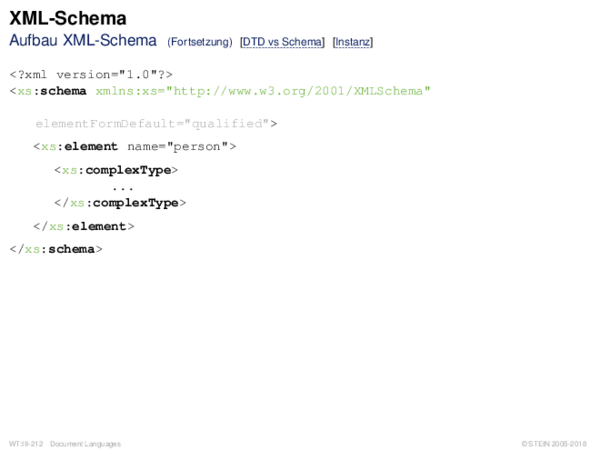 XML-Schema
Aufbau XML-Schema (Fortsetzung) [DTD vs Schema] [Instanz]
<?xml version="1.0"?>
<xs:schema xmlns:xs="http://www.w3.org/2001/XMLSchema"
elementFormDefault="qualified">
<xs:element name="person">
<xs:complexType>
...
</xs:complexType>
</xs:element>
</xs:schema>
WT:III-212 Document Languages
© STEIN 2005-2018